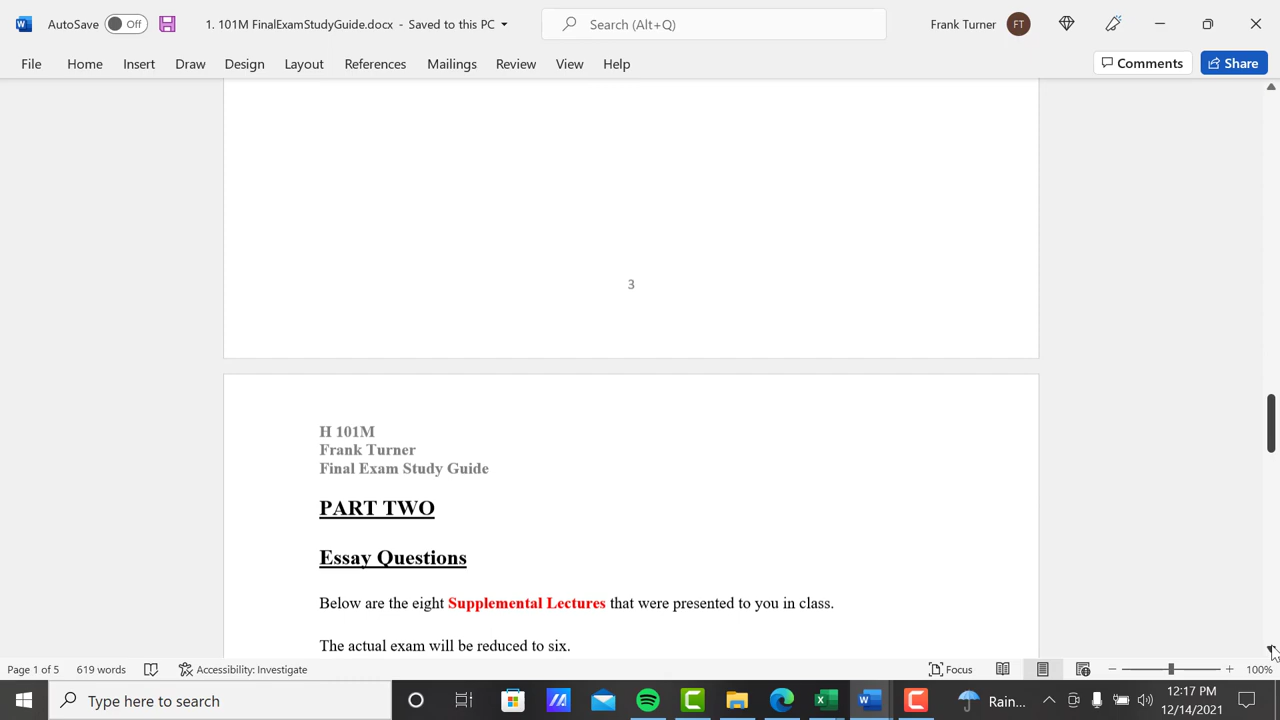 AutoSave Off 1. 101M FinalExamStudyGuide.docx - Saved to this PC Search (Alt+Q) Frank Turner FT
File Home Insert Draw Design Layout References Mailings Review View Help Comments Share
3
H 101M
Frank Turner
Final Exam Study Guide
PART TWO
Essay Questions
Below are the eight Supplemental Lectures that were presented to you in class.
The actual exam will be reduced to six.
Page 1 of 5 619 words Accessibility: Investigate Focus 100%
Type here to search Rain... 12:17 PM
12/14/2021